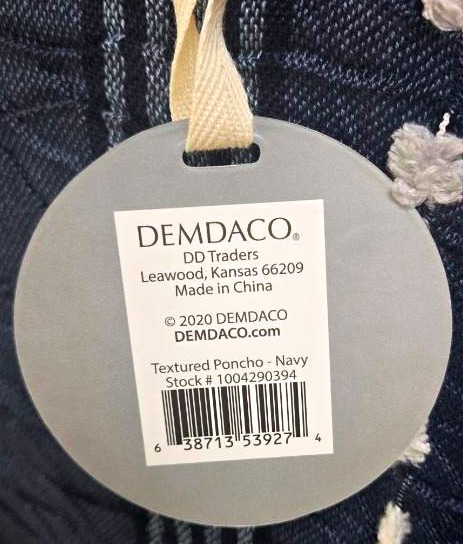 DEMDACO®
DD Traders
Leawood, Kansas 66209
Made in China
© 2020 DEMDACO
DEMDACO.com
Textured Poncho - Navy
Stock # 1004290394
6 38713 53927 4